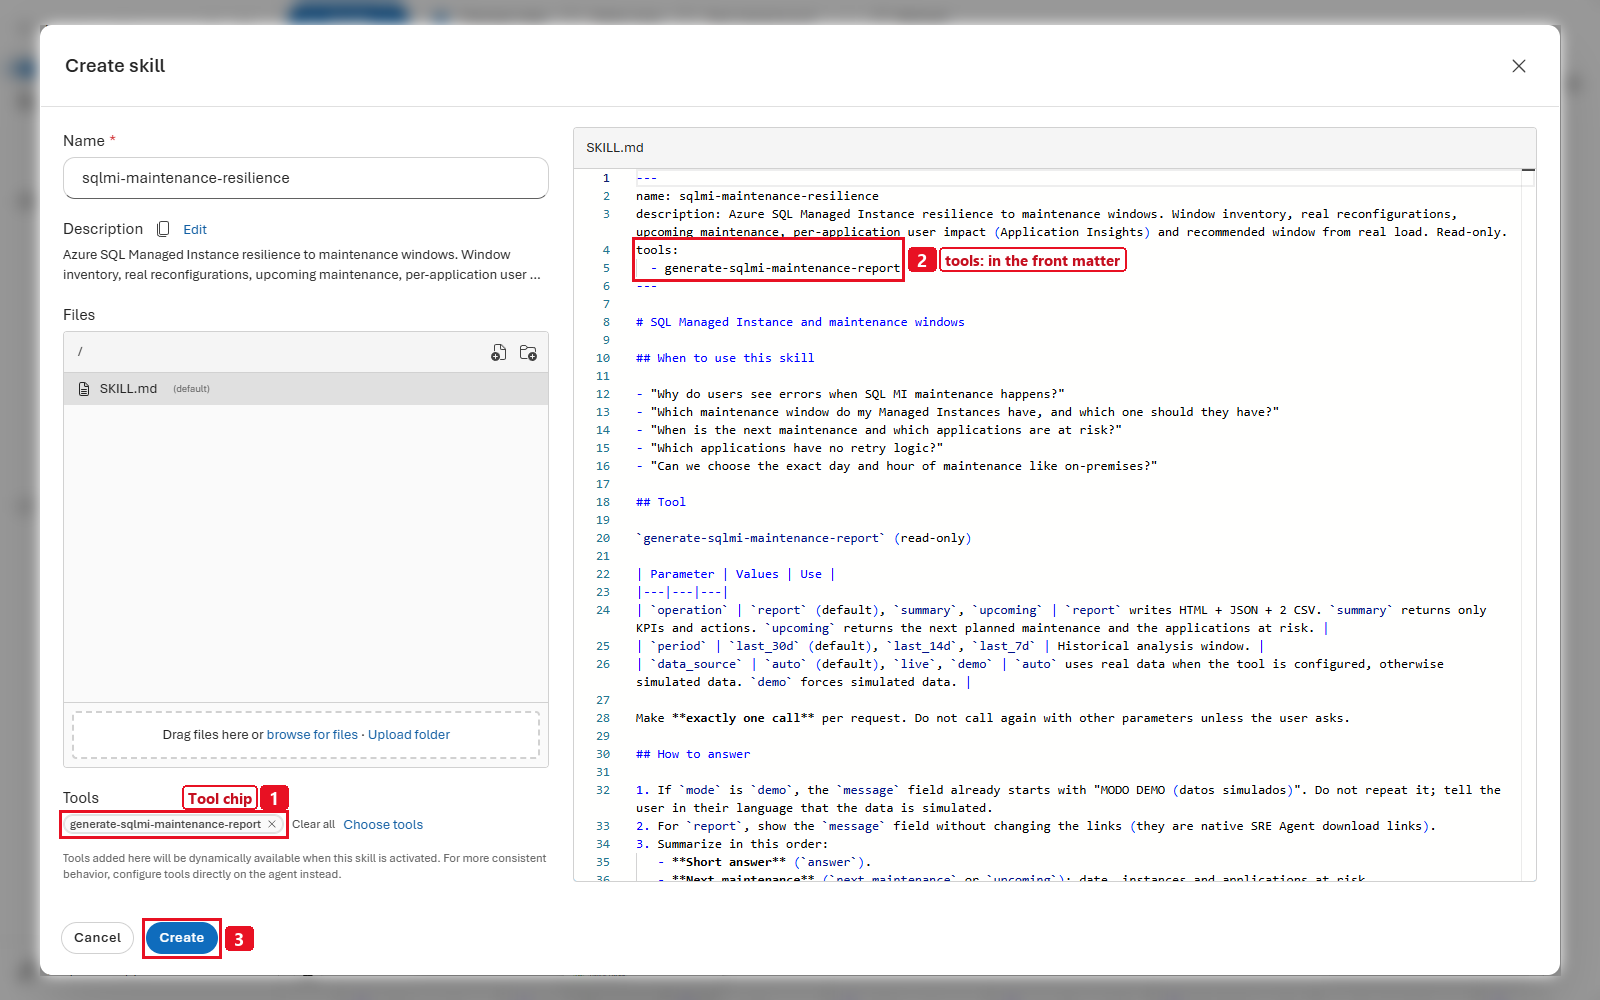 Create skill
Name *
sqlmi-maintenance-resilience
Description Edit
Azure SQL Managed Instance resilience to maintenance windows. Window
inventory, real reconfigurations, upcoming maintenance, per-application user ...
Files
/
SKILL.md (default)
Drag files here or browse for files · Upload folder
Tools
Tool chip 1
generate-sqlmi-maintenance-report × Clear all Choose tools
Tools added here will be dynamically available when this skill is activated. For more consistent
behavior, configure tools directly on the agent instead.
Cancel
Create
3
SKILL.md
1 ---
2 name: sqlmi-maintenance-resilience
3 description: Azure SQL Managed Instance resilience to maintenance windows. Window inventory, real reconfigurations,
upcoming maintenance, per-application user impact (Application Insights) and recommended window from real load. Read-only.
4 tools:
5 - generate-sqlmi-maintenance-report
2 tools: in the front matter
6 ---
7
8 # SQL Managed Instance and maintenance windows
9
10 ## When to use this skill
11
12 - "Why do users see errors when SQL MI maintenance happens?"
13 - "Which maintenance window do my Managed Instances have, and which one should they have?"
14 - "When is the next maintenance and which applications are at risk?"
15 - "Which applications have no retry logic?"
16 - "Can we choose the exact day and hour of maintenance like on-premises?"
17
18 ## Tool
19
20 `generate-sqlmi-maintenance-report` (read-only)
21
22 | Parameter | Values | Use |
23 |---|---|---|
24 | `operation` | `report` (default), `summary`, `upcoming` | `report` writes HTML + JSON + 2 CSV. `summary` returns only
KPIs and actions. `upcoming` returns the next planned maintenance and the applications at risk. |
25 | `period` | `last_30d` (default), `last_14d`, `last_7d` | Historical analysis window. |
26 | `data_source` | `auto` (default), `live`, `demo` | `auto` uses real data when the tool is configured, otherwise
simulated data. `demo` forces simulated data. |
27
28 Make **exactly one call** per request. Do not call again with other parameters unless the user asks.
29
30 ## How to answer
31
32 1. If `mode` is `demo`, the `message` field already starts with "MODO DEMO (datos simulados)". Do not repeat it; tell the
user in their language that the data is simulated.
33 2. For `report`, show the `message` field without changing the links (they are native SRE Agent download links).
34 3. Summarize in this order:
35 - **Short answer** (`answer`).
36 - **Next maintenance** (`next_maintenance` or `upcoming`): date, instances and applications at risk